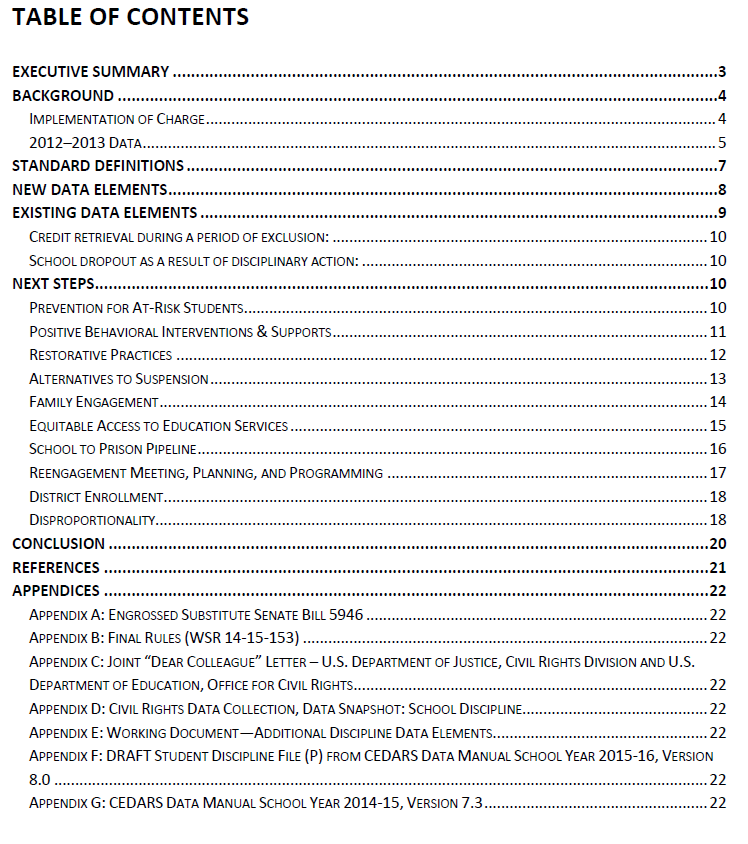 TABLE OF CONTENTS
EXECUTIVE SUMMARY ........................................................................................................................3
BACKGROUND ....................................................................................................................................4
IMPLEMENTATION OF CHARGE................................................................................................................ 4
2012–2013 DATA............................................................................................................................. 5
STANDARD DEFINITIONS .....................................................................................................................7
NEW DATA ELEMENTS.........................................................................................................................8
EXISTING DATA ELEMENTS ..................................................................................................................9
CREDIT RETRIEVAL DURING A PERIOD OF EXCLUSION: .................................................................................. 10
SCHOOL DROPOUT AS A RESULT OF DISCIPLINARY ACTION: ............................................................................ 10
NEXT STEPS.......................................................................................................................................10
PREVENTION FOR AT-RISK STUDENTS...................................................................................................... 10
POSITIVE BEHAVIORAL INTERVENTIONS & SUPPORTS................................................................................... 11
RESTORATIVE PRACTICES .................................................................................................................... 12
ALTERNATIVES TO SUSPENSION ............................................................................................................. 13
FAMILY ENGAGEMENT........................................................................................................................ 14
EQUITABLE ACCESS TO EDUCATION SERVICES ............................................................................................ 15
SCHOOL TO PRISON PIPELINE................................................................................................................ 16
REENGAGEMENT MEETING, PLANNING, AND PROGRAMMING ....................................................................... 17
DISTRICT ENROLLMENT....................................................................................................................... 18
DISPROPORTIONALITY......................................................................................................................... 18
CONCLUSION ....................................................................................................................................20
REFERENCES .....................................................................................................................................21
APPENDICES .....................................................................................................................................22
APPENDIX A: ENGROSSED SUBSTITUTE SENATE BILL 5946 ........................................................................... 22
APPENDIX B: FINAL RULES (WSR 14-15-153) ......................................................................................... 22
APPENDIX C: JOINT “DEAR COLLEAGUE” LETTER – U.S. DEPARTMENT OF JUSTICE, CIVIL RIGHTS DIVISION AND U.S.
DEPARTMENT OF EDUCATION, OFFICE FOR CIVIL RIGHTS.............................................................................. 22
APPENDIX D: CIVIL RIGHTS DATA COLLECTION, DATA SNAPSHOT: SCHOOL DISCIPLINE........................................ 22
APPENDIX E: WORKING DOCUMENT—ADDITIONAL DISCIPLINE DATA ELEMENTS............................................... 22
APPENDIX F: DRAFT STUDENT DISCIPLINE FILE (P) FROM CEDARS DATA MANUAL SCHOOL YEAR 2015-16, VERSION
8.0 ............................................................................................................................................... 22
APPENDIX G: CEDARS DATA MANUAL SCHOOL YEAR 2014-15, VERSION 7.3................................................. 22